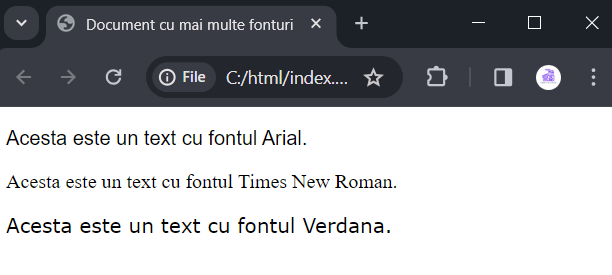 Document cu mai multe fonturi
File C:/html/index....
Acesta este un text cu fontul Arial.
Acesta este un text cu fontul Times New Roman.
Acesta este un text cu fontul Verdana.